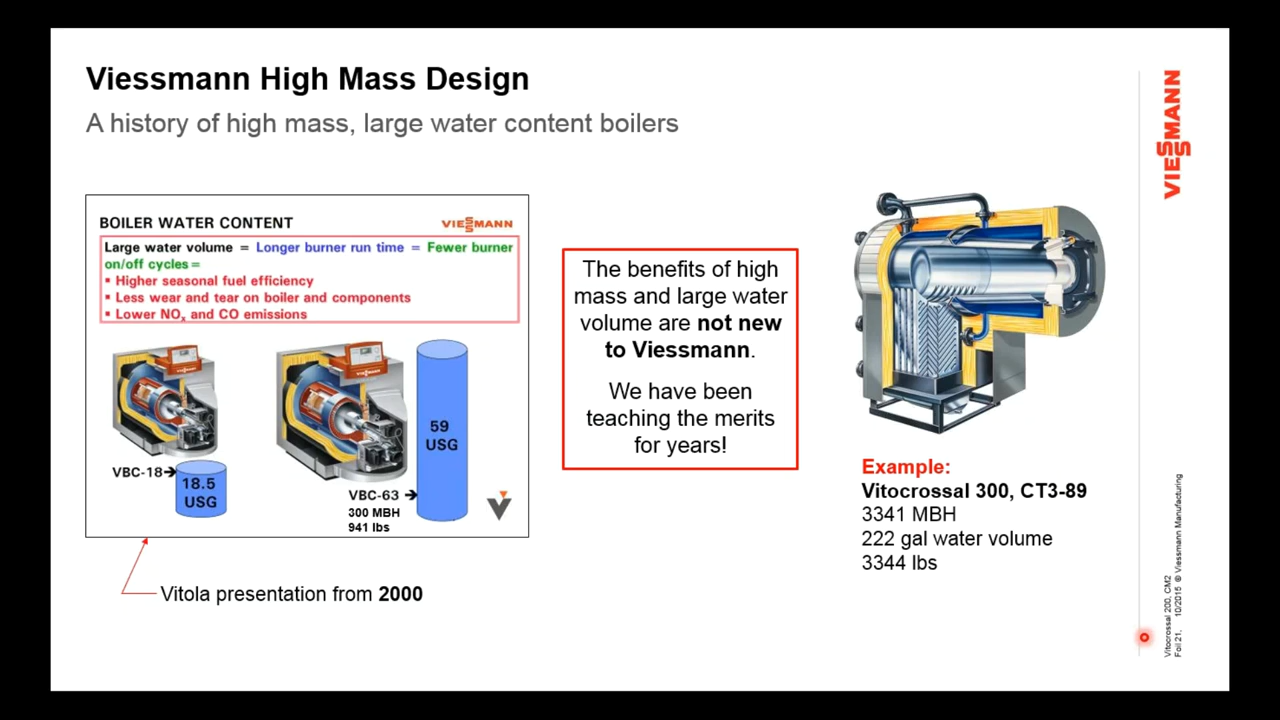 Viessmann High Mass Design
A history of high mass, large water content boilers
VIESSMANN
BOILER WATER CONTENT
VIESSMANN
Large water volume = Longer burner run time = Fewer burner
on/off cycles =
▪ Higher seasonal fuel efficiency
▪ Less wear and tear on boiler and components
▪ Lower NOx and CO emissions
VBC-18
18.5
USG
59
USG
VBC-63
300 MBH
941 lbs
Vitola presentation from 2000
The benefits of high
mass and large water
volume are not new
to Viessmann.
We have been
teaching the merits
for years!
Example:
Vitocrossal 300, CT3-89
3341 MBH
222 gal water volume
3344 lbs
Vitocrossal 200, CM2
Foil 21, 10/2015 © Viessmann Manufacturing